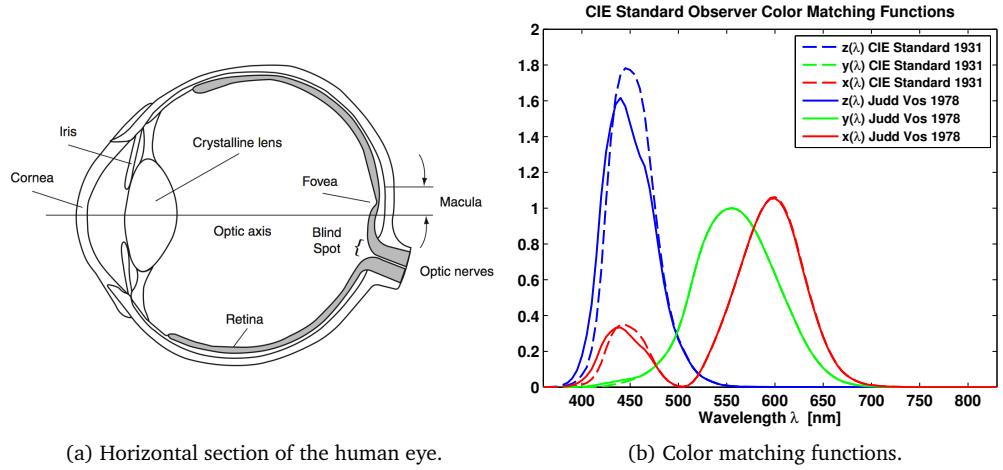 Iris
Cornea
Crystalline lens
Fovea
Macula
Optic axis
Blind
Spot
Optic nerves
Retina
(a) Horizontal section of the human eye.
CIE Standard Observer Color Matching Functions
z(λ) CIE Standard 1931
y(λ) CIE Standard 1931
x(λ) CIE Standard 1931
z(λ) Judd Vos 1978
y(λ) Judd Vos 1978
x(λ) Judd Vos 1978
2
1.8
1.6
1.4
1.2
1
0.8
0.6
0.4
0.2
0
400 450 500 550 600 650 700 750 800
Wavelength λ [nm]
(b) Color matching functions.